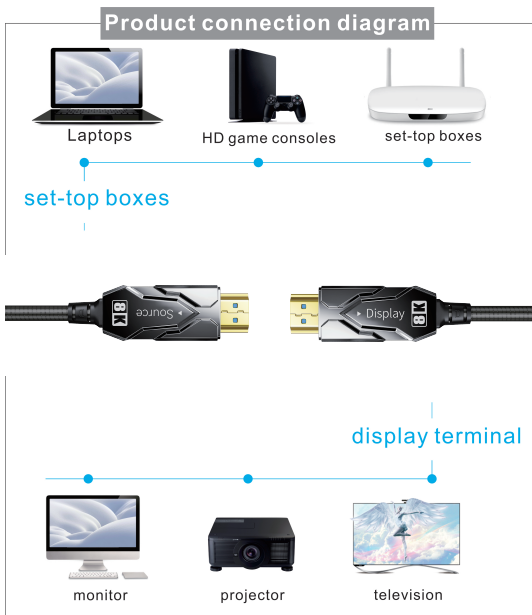 Product connection diagram
Laptops
HD game consoles
set-top boxes
set-top boxes
8K
Source
Display
8K
display terminal
monitor
projector
television